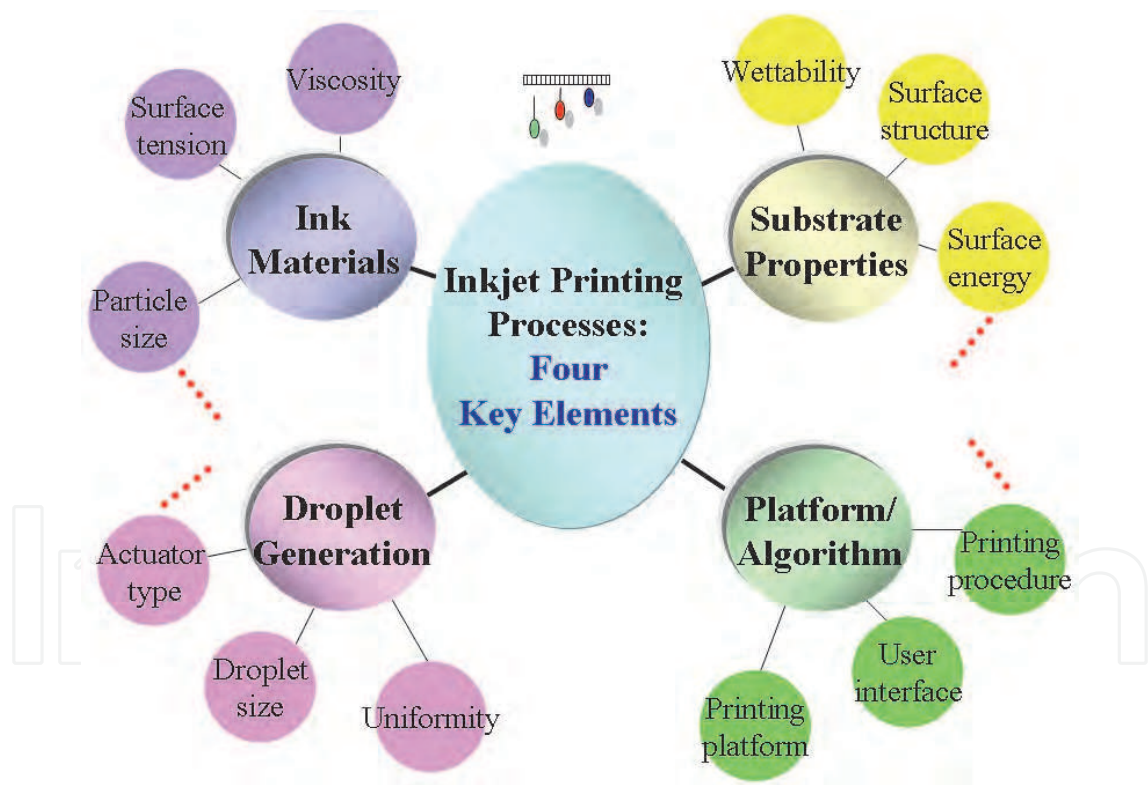 Inkjet Printing
Processes:
Four
Key Elements
Ink
Materials
Viscosity
Surface
tension
Particle
size
Substrate
Properties
Wettability
Surface
structure
Surface
energy
Droplet
Generation
Actuator
type
Droplet
size
Uniformity
Platform/
Algorithm
Printing
procedure
User
interface
Printing
platform